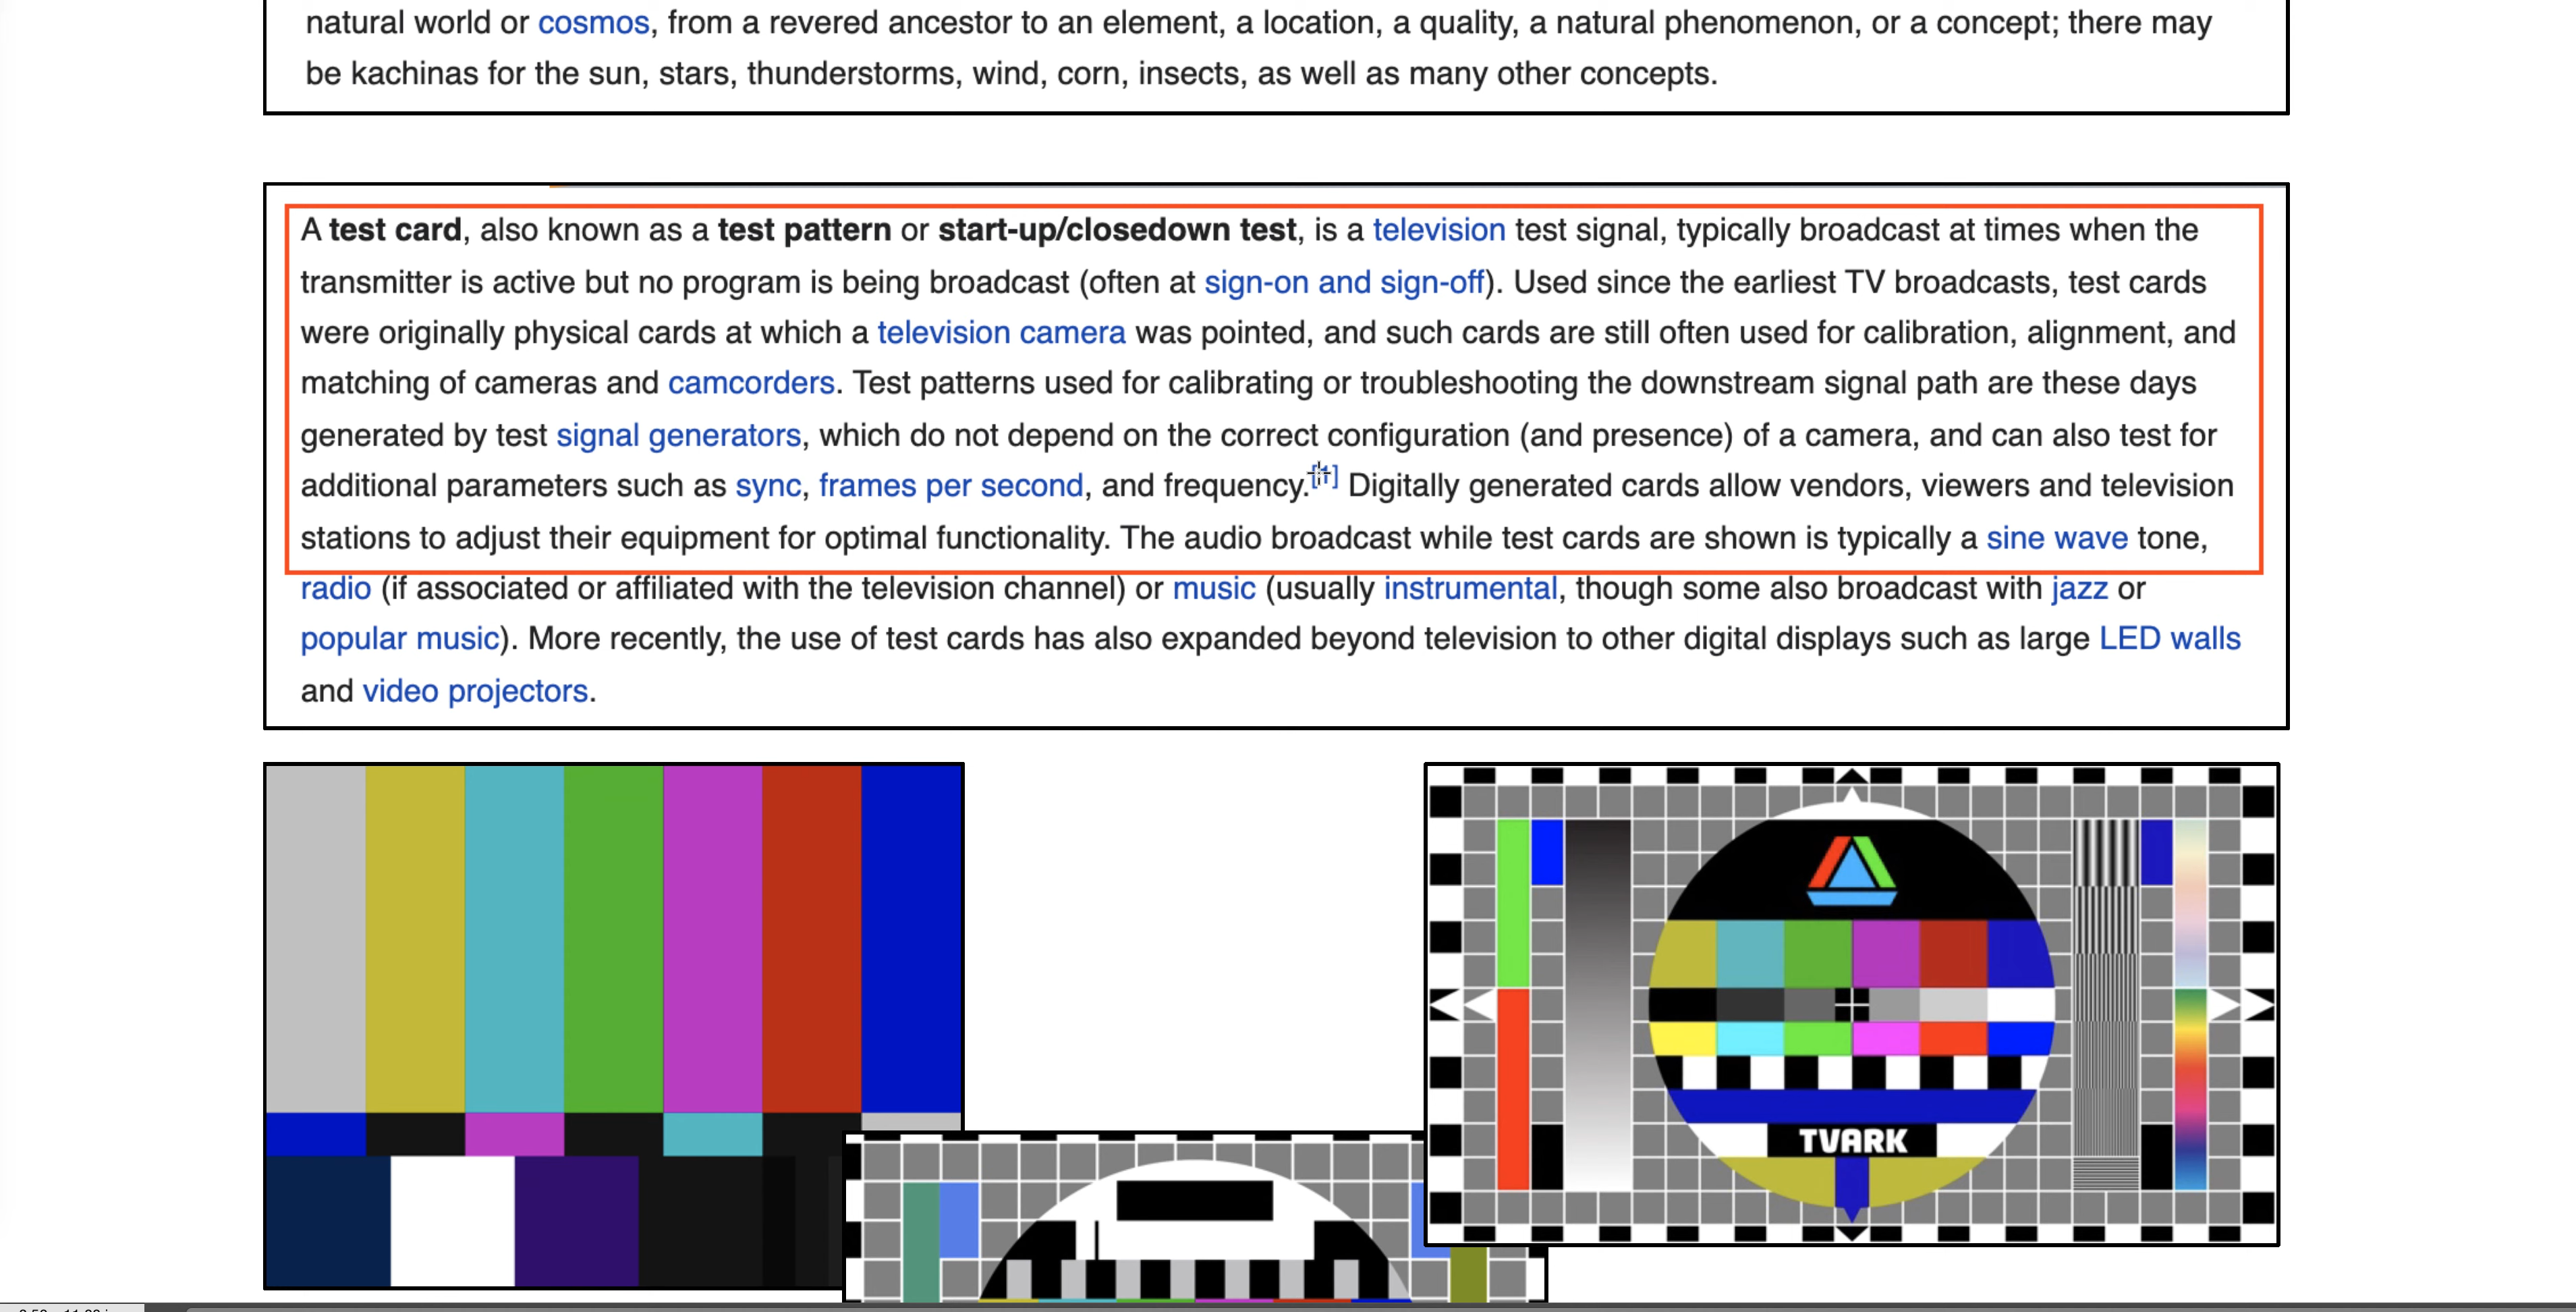 natural world or cosmos, from a revered ancestor to an element, a location, a quality, a natural phenomenon, or a concept; there may
be kachinas for the sun, stars, thunderstorms, wind, corn, insects, as well as many other concepts.
A test card, also known as a test pattern or start-up/closedown test, is a television test signal, typically broadcast at times when the
transmitter is active but no program is being broadcast (often at sign-on and sign-off). Used since the earliest TV broadcasts, test cards
were originally physical cards at which a television camera was pointed, and such cards are still often used for calibration, alignment, and
matching of cameras and camcorders. Test patterns used for calibrating or troubleshooting the downstream signal path are these days
generated by test signal generators, which do not depend on the correct configuration (and presence) of a camera, and can also test for
additional parameters such as sync, frames per second, and frequency.[1] Digitally generated cards allow vendors, viewers and television
stations to adjust their equipment for optimal functionality. The audio broadcast while test cards are shown is typically a sine wave tone,
radio (if associated or affiliated with the television channel) or music (usually instrumental, though some also broadcast with jazz or
popular music). More recently, the use of test cards has also expanded beyond television to other digital displays such as large LED walls
and video projectors.
TVARK